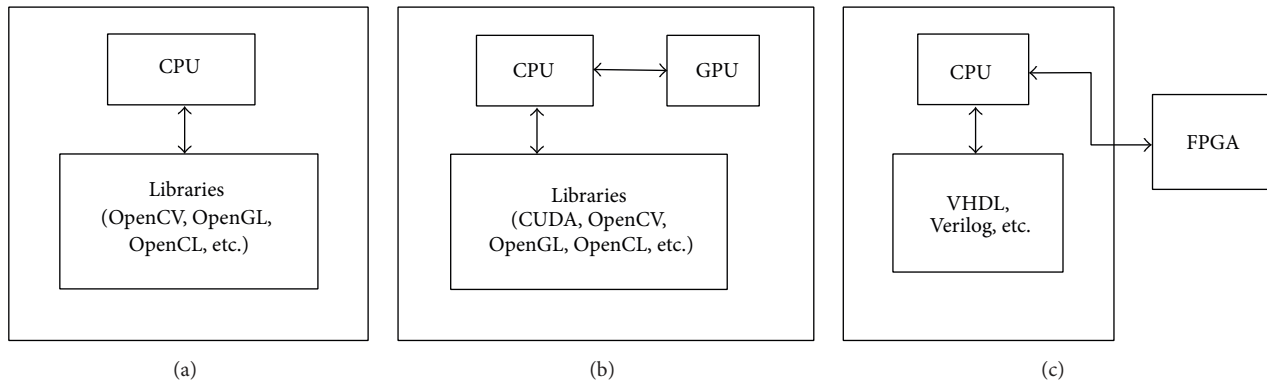 CPU
Libraries
(OpenCV, OpenGL,
OpenCL, etc.)
(a)
CPU
GPU
Libraries
(CUDA, OpenCV,
OpenGL, OpenCL, etc.)
(b)
CPU
FPGA
VHDL,
Verilog, etc.
(c)